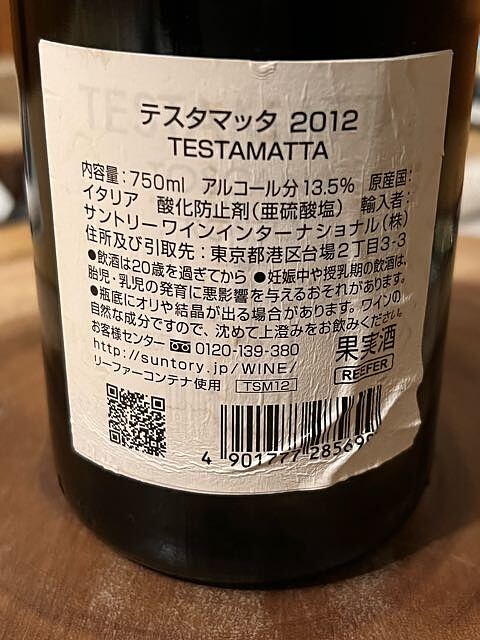 テスタマッタ 2012
TESTAMATTA
内容量:750ml アルコール分13.5% 原産国:
イタリア 酸化防止剤(亜硫酸塩) 輸入者:
サントリーワインインターナショナル(株)
住所及び引取先:東京都港区台場2丁目3-3
●飲酒は20歳を過ぎてから ●妊娠中や授乳期の飲酒は、
胎児・乳児の発育に悪影響を与えるおそれがあります。
●瓶底にオリや結晶が出る場合があります。ワインの
自然な成分ですので、沈めて上澄みをお飲みください。
お客様センター 0120-139-380
http://suntory.jp/WINE/
リーファーコンテナ使用 TSM12
果実酒
REEFER
4 901777 28569